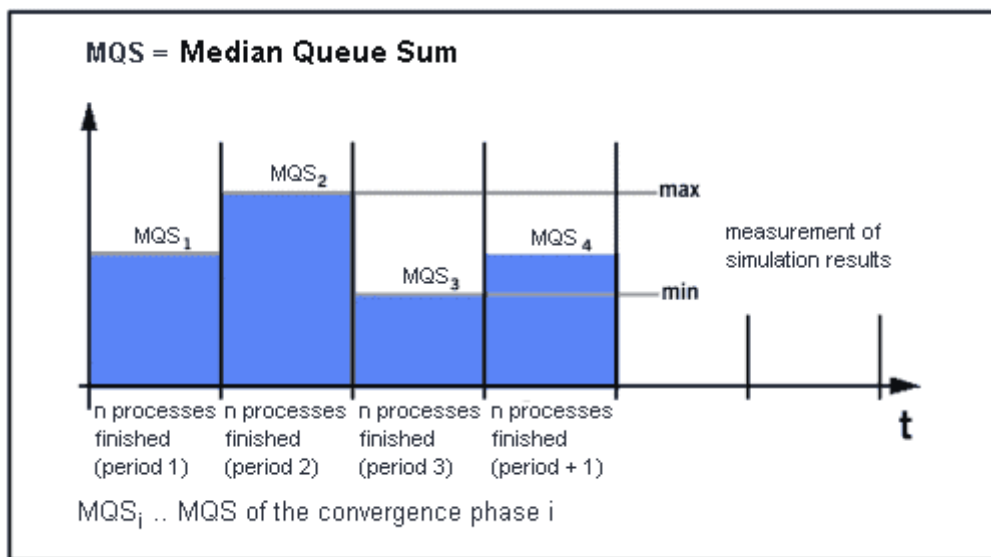 MQS = Median Queue Sum
MQS₂
max
MQS₁
MQS₄
measurement of
simulation results
MQS₃
min
n processes
finished
(period 1)
n processes
finished
(period 2)
n processes
finished
(period 3)
n processes
finished
(period + 1)
t
MQSᵢ .. MQS of the convergence phase i